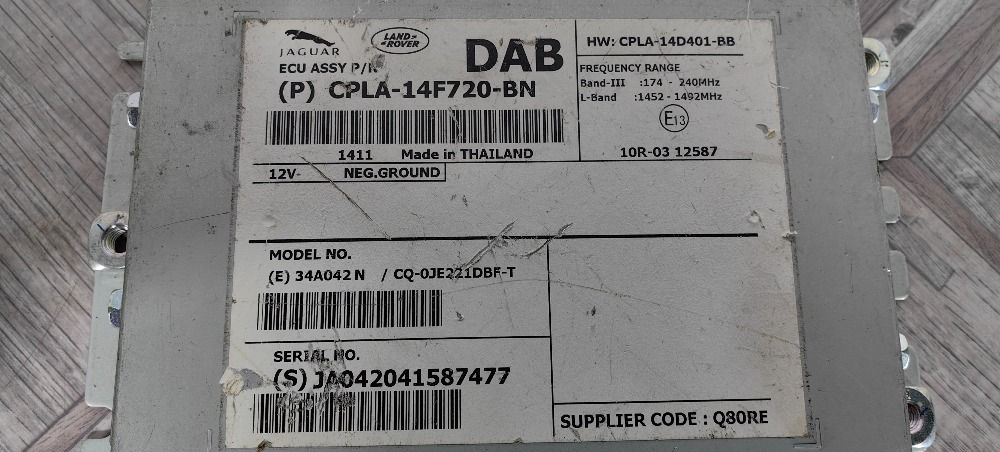 JAGUAR
LAND
ROVER
DAB
ECU ASSY P/N
(P) CPLA-14F720-BN
1411 Made in THAILAND
12V- NEG.GROUND
HW: CPLA-14D401-BB
FREQUENCY RANGE
Band-III :174 - 240MHz
L-Band :1452 - 1492MHz
E13
10R-03 12587
MODEL NO.
(E) 34A042N / CQ-0JE221DBF-T
SERIAL NO.
(S) JA042041587477
SUPPLIER CODE : Q80RE